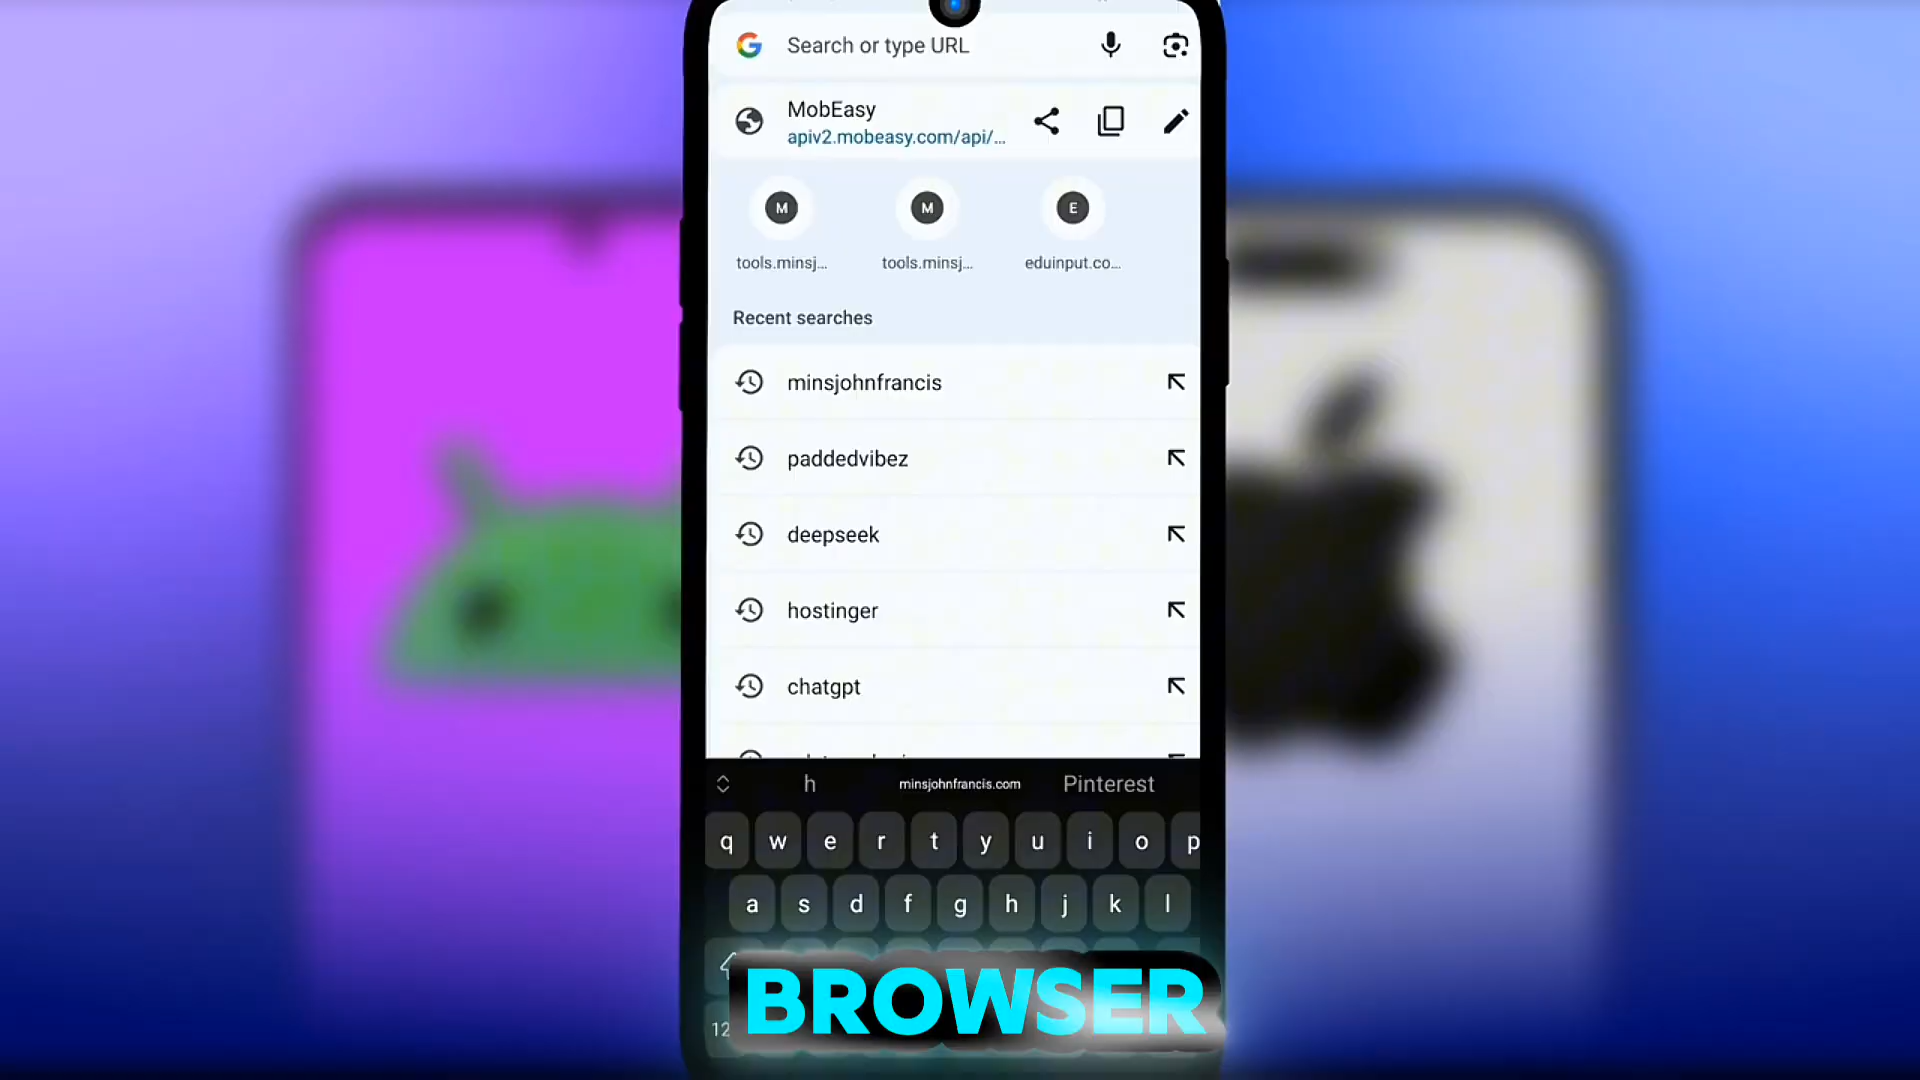 Search or type URL
MobEasy
apiv2.mobeasy.com/api/...
M M E
tools.minsj... tools.minsj... eduinput.co...
Recent searches
minsjohnfrancis
paddedvibez
deepseek
hostinger
chatgpt
h minsjohnfrancis.com Pinterest
q w e r t y u i o p
a s d f g h j k l
12
BROWSER